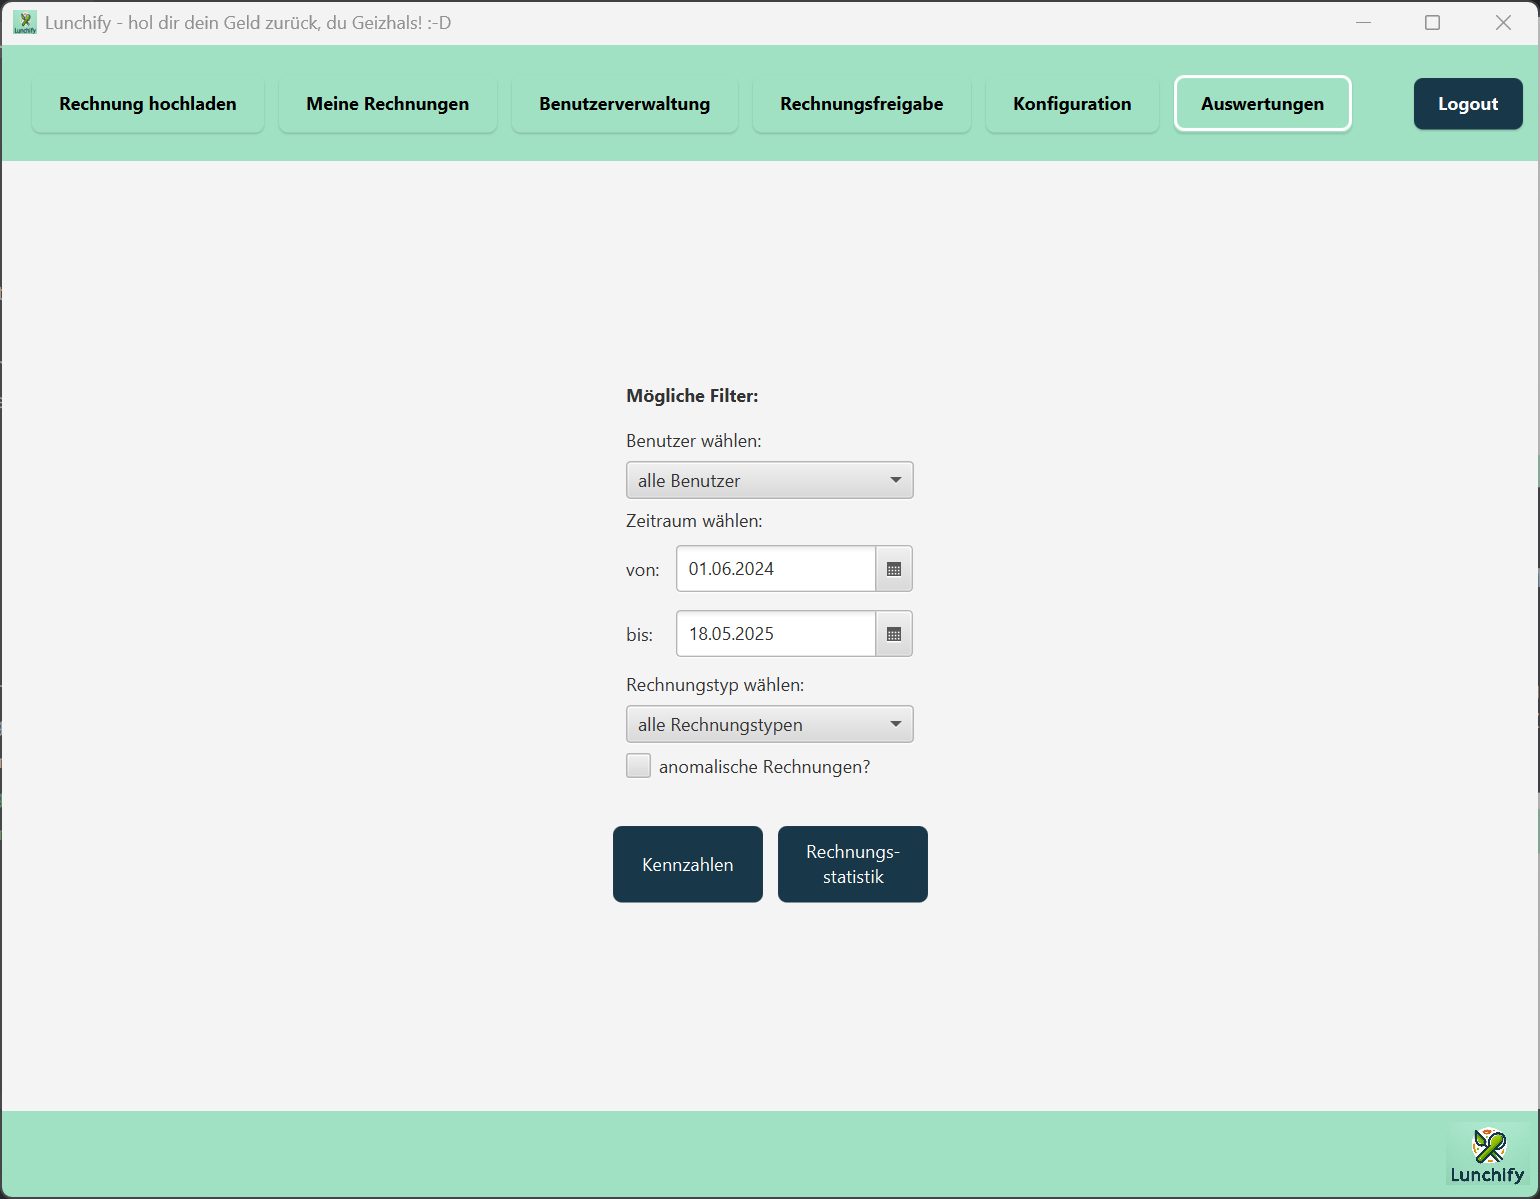 Lunchify - hol dir dein Geld zurück, du Geizhals! :-D
Rechnung hochladen
Meine Rechnungen
Benutzerverwaltung
Rechnungsfreigabe
Konfiguration
Auswertungen
Logout
Mögliche Filter:
Benutzer wählen:
alle Benutzer
Zeitraum wählen:
von:
01.06.2024
bis:
18.05.2025
Rechnungstyp wählen:
alle Rechnungstypen
anomalische Rechnungen?
Kennzahlen
Rechnungs-
statistik
Lunchify